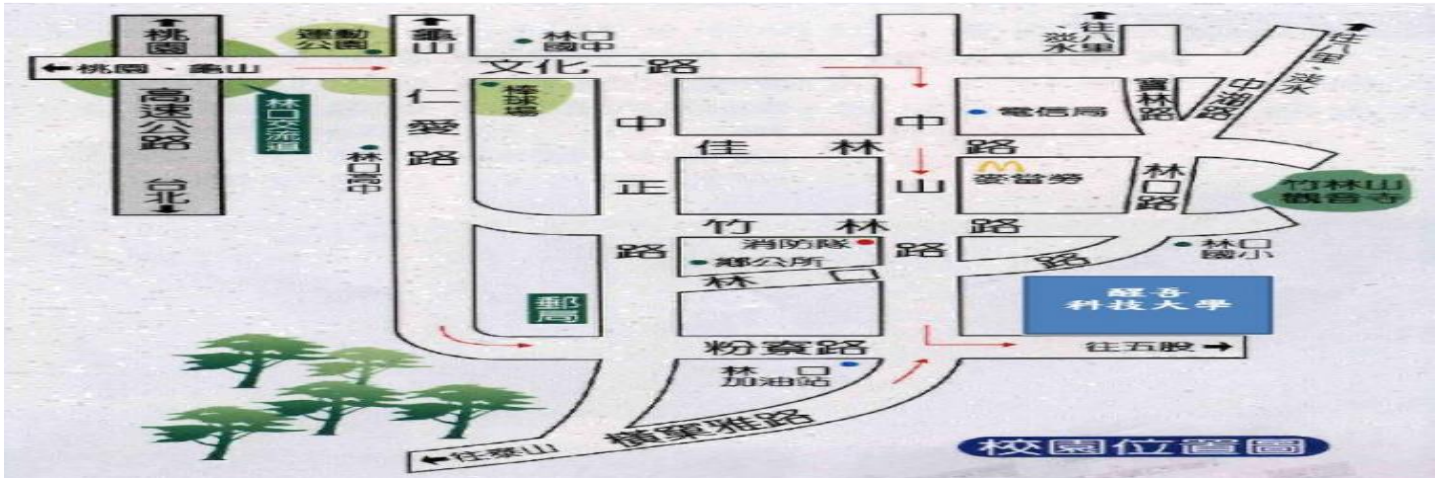 桃園
運動
公園
龜山
林口
國中
往八里
淡水
往八里、淡水
桃園、龜山
文化一路
高速公路
台北
林口交流道
仁愛路
棒球場
林口高中
中正路
中山路
電信局
寶林路
中湖路
佳林路
麥當勞
林口路
竹林山
觀音寺
竹林路
消防隊
鄉公所
林口路
林口
國小
郵局
醒吾
科技大學
粉寮路
往五股
林口
加油站
橫窠雅路
往泰山
校園位置圖